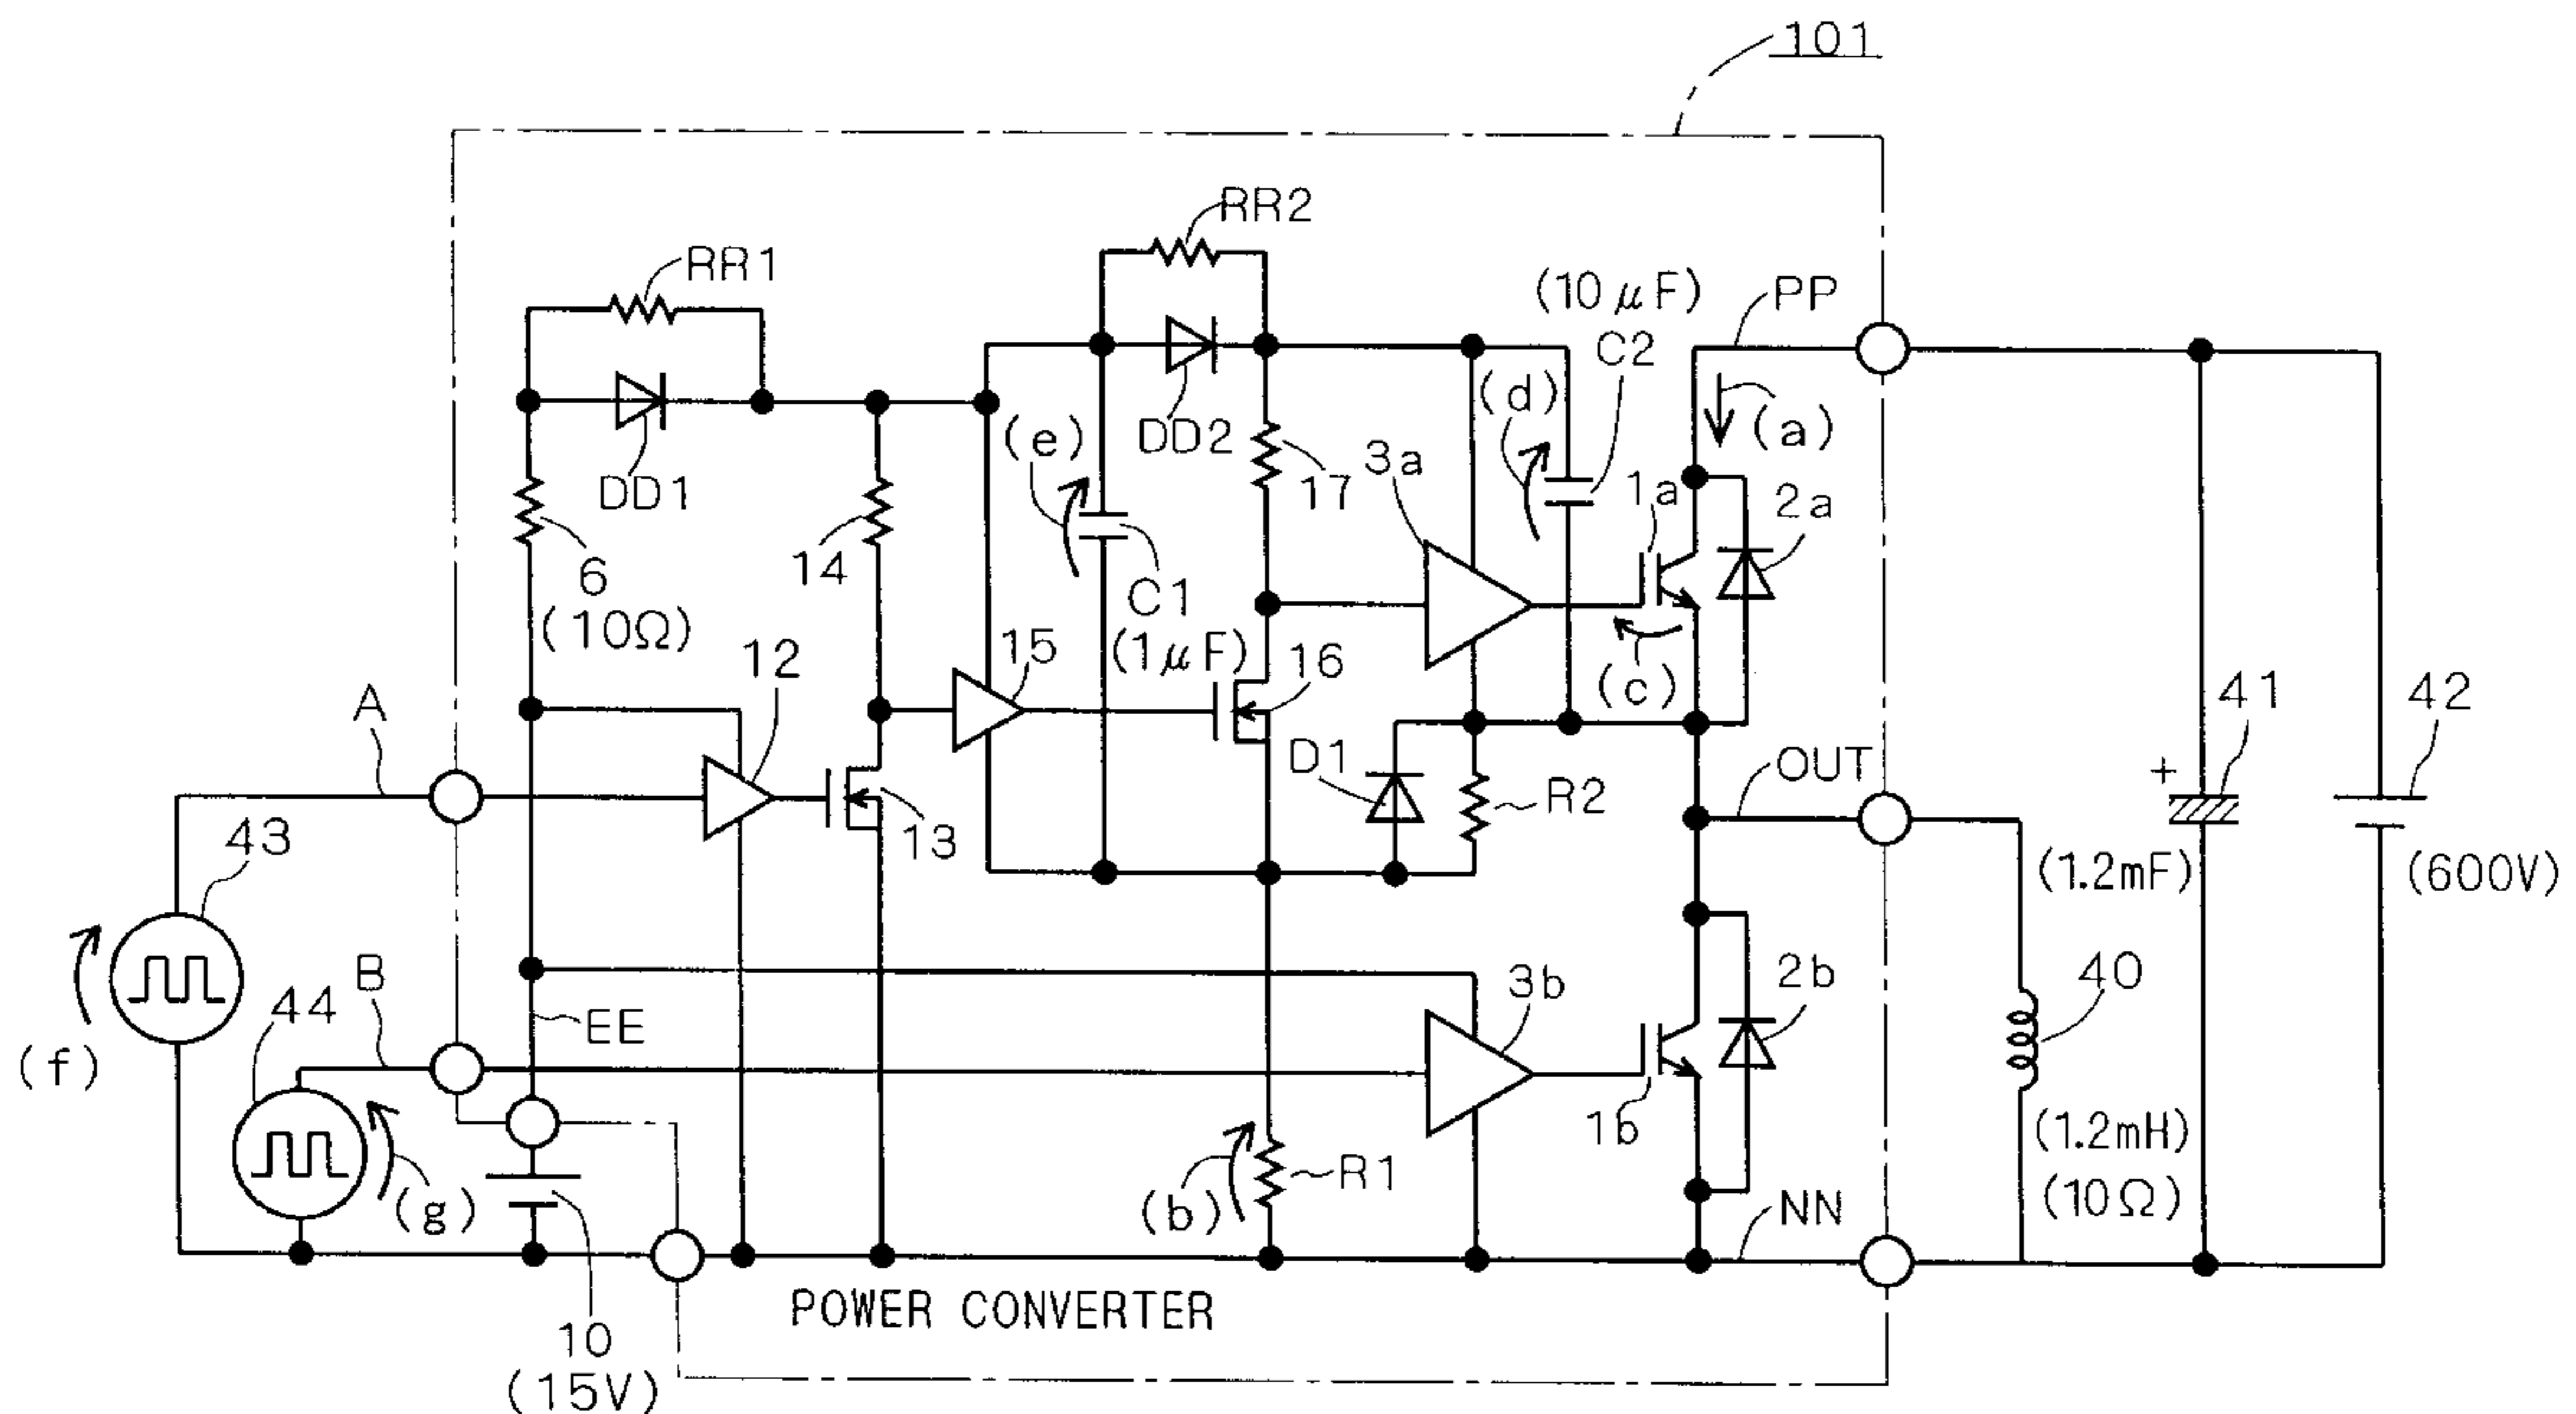 101
RR2
RR1
(10μF)
PP
C2
(d)
(e)
DD2
(a)
3a
DD1
17
1a
2a
14
6
C1
(10Ω)
15
(1μF)
16
12
(c)
A
41
42
D1
OUT
+
R2
43
13
(1.2mF)
(600V)
B
3b
2b
40
44
EE
(f)
1b
(1.2mH)
R1
(g)
(b)
(10Ω)
NN
POWER CONVERTER
10
(15V)